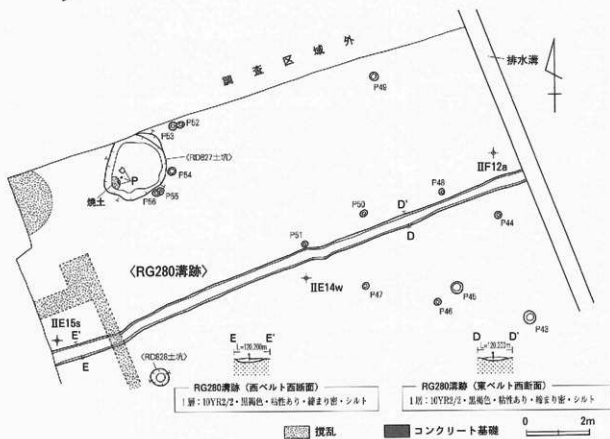 調査区域外
排水溝
P49
P52
P53
〈RD827土坑〉
ⅡF12a
P54
P
焼土
P55
P56
P48
P50
D'
P44
D
P51
〈RG280溝跡〉
ⅡE14w
P47
P45
P46
P43
ⅡE15s
E'
E
〈RD828土坑〉
E E'
D D'
RG280溝跡(西ベルト西断面)
1層:10YR2/2・黒褐色・粘性あり・締まり密・シルト
RG280溝跡(東ベルト西断面)
1層:10YR2/2・黒褐色・粘性あり・締まり密・シルト
撹乱
コンクリート基礎
0 2m